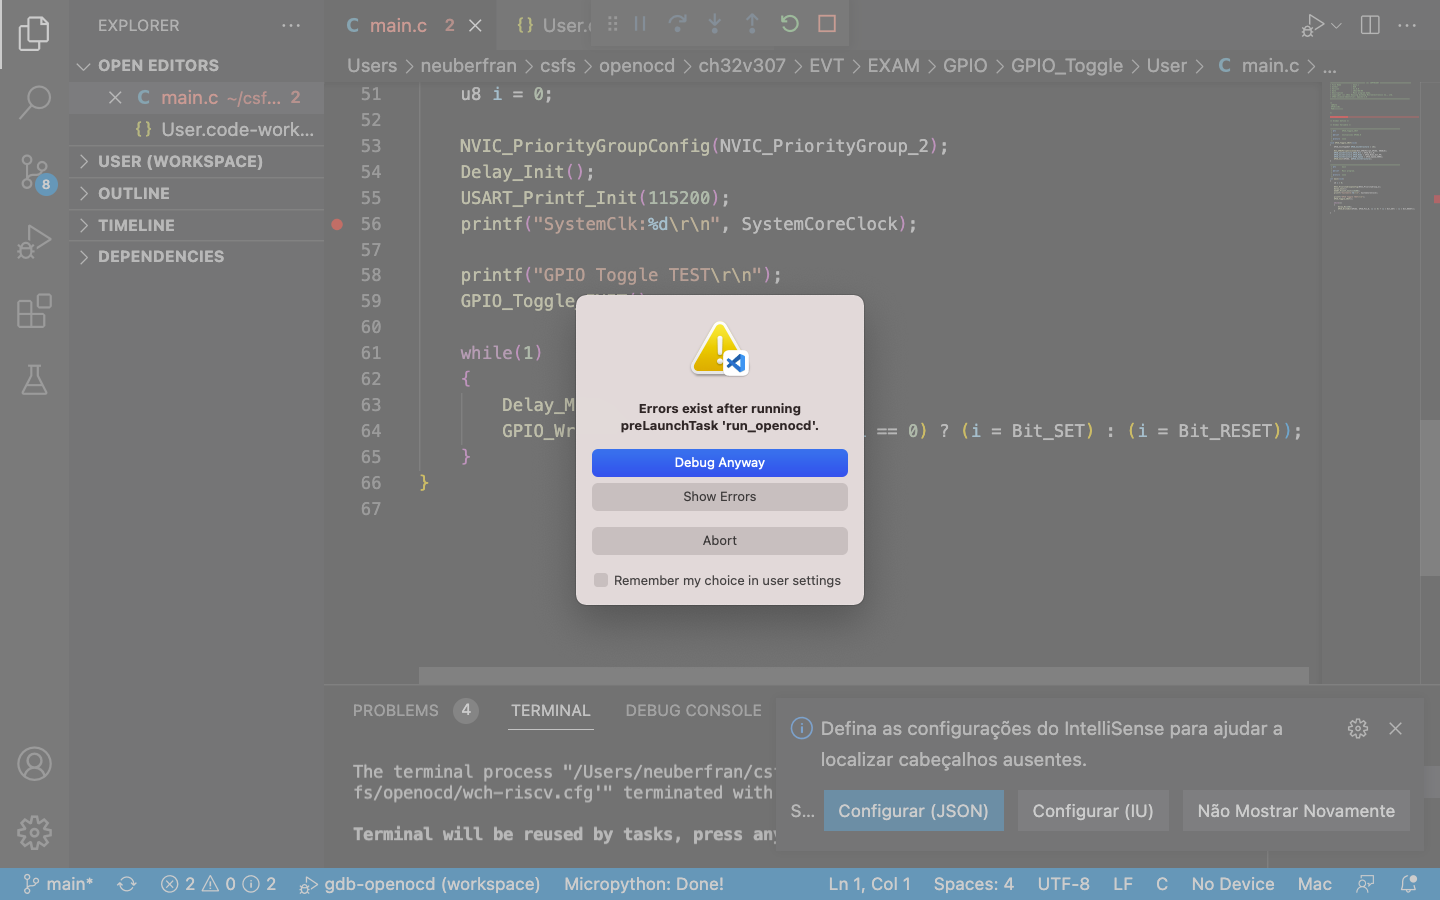 EXPLORER
OPEN EDITORS
C main.c ~/csf... 2
{} User.code-work...
USER (WORKSPACE)
OUTLINE
TIMELINE
DEPENDENCIES
8
C main.c 2
{} User.c
Users > neuberfran > csfs > openocd > ch32v307 > EVT > EXAM > GPIO > GPIO_Toggle > User > C main.c > ...
51 u8 i = 0;
52
53 NVIC_PriorityGroupConfig(NVIC_PriorityGroup_2);
54 Delay_Init();
55 USART_Printf_Init(115200);
56 printf("SystemClk:%d\r\n", SystemCoreClock);
57
58 printf("GPIO Toggle TEST\r\n");
59 GPIO_Toggle_
60
61 while(1)
62 {
63 Delay_M
64 GPIO_Wr == 0) ? (i = Bit_SET) : (i = Bit_RESET));
65 }
66 }
67
Errors exist after running
preLaunchTask 'run_openocd'.
Debug Anyway
Show Errors
Abort
Remember my choice in user settings
PROBLEMS 4 TERMINAL DEBUG CONSOLE
The terminal process "/Users/neuberfran/cs
fs/openocd/wch-riscv.cfg'" terminated with
Terminal will be reused by tasks, press any
Defina as configurações do IntelliSense para ajudar a
localizar cabeçalhos ausentes.
S... Configurar (JSON) Configurar (IU) Não Mostrar Novamente
main* 2 0 2 gdb-openocd (workspace) Micropython: Done! Ln 1, Col 1 Spaces: 4 UTF-8 LF C No Device Mac